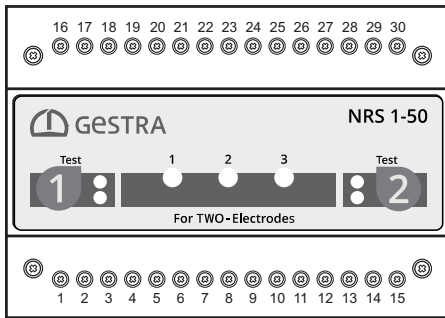 16 17 18 19 20 21 22 23 24 25 26 27 28 29 30
GESTRA
NRS 1-50
Test
1 2 3
Test
1
2
For TWO-Electrodes
1 2 3 4 5 6 7 8 9 10 11 12 13 14 15